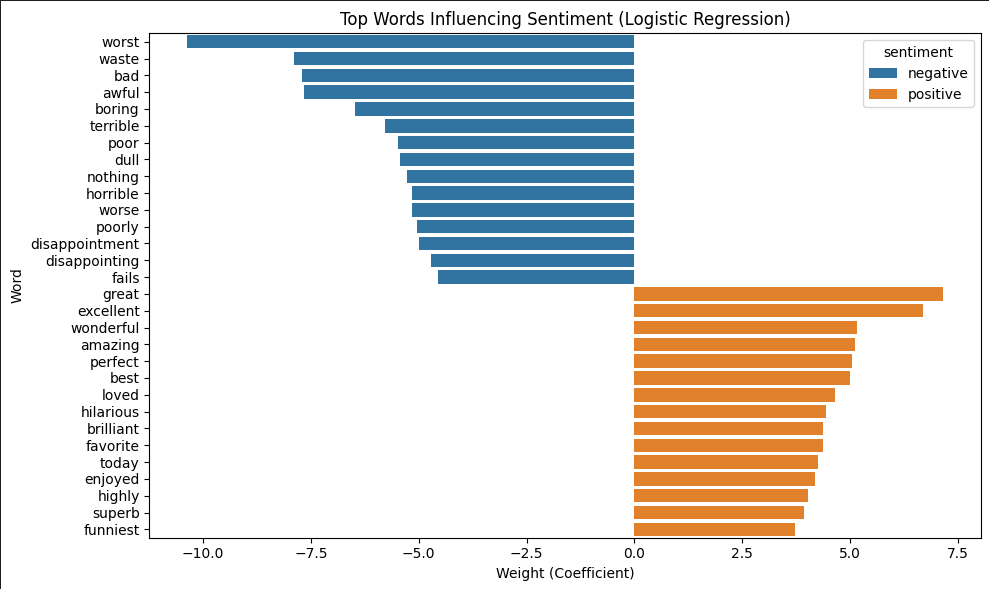 Top Words Influencing Sentiment (Logistic Regression)
sentiment
negative
positive
Word
worst
waste
bad
awful
boring
terrible
poor
dull
nothing
horrible
worse
poorly
disappointment
disappointing
fails
great
excellent
wonderful
amazing
perfect
best
loved
hilarious
brilliant
favorite
today
enjoyed
highly
superb
funniest
−10.0 −7.5 −5.0 −2.5 0.0 2.5 5.0 7.5
Weight (Coefficient)